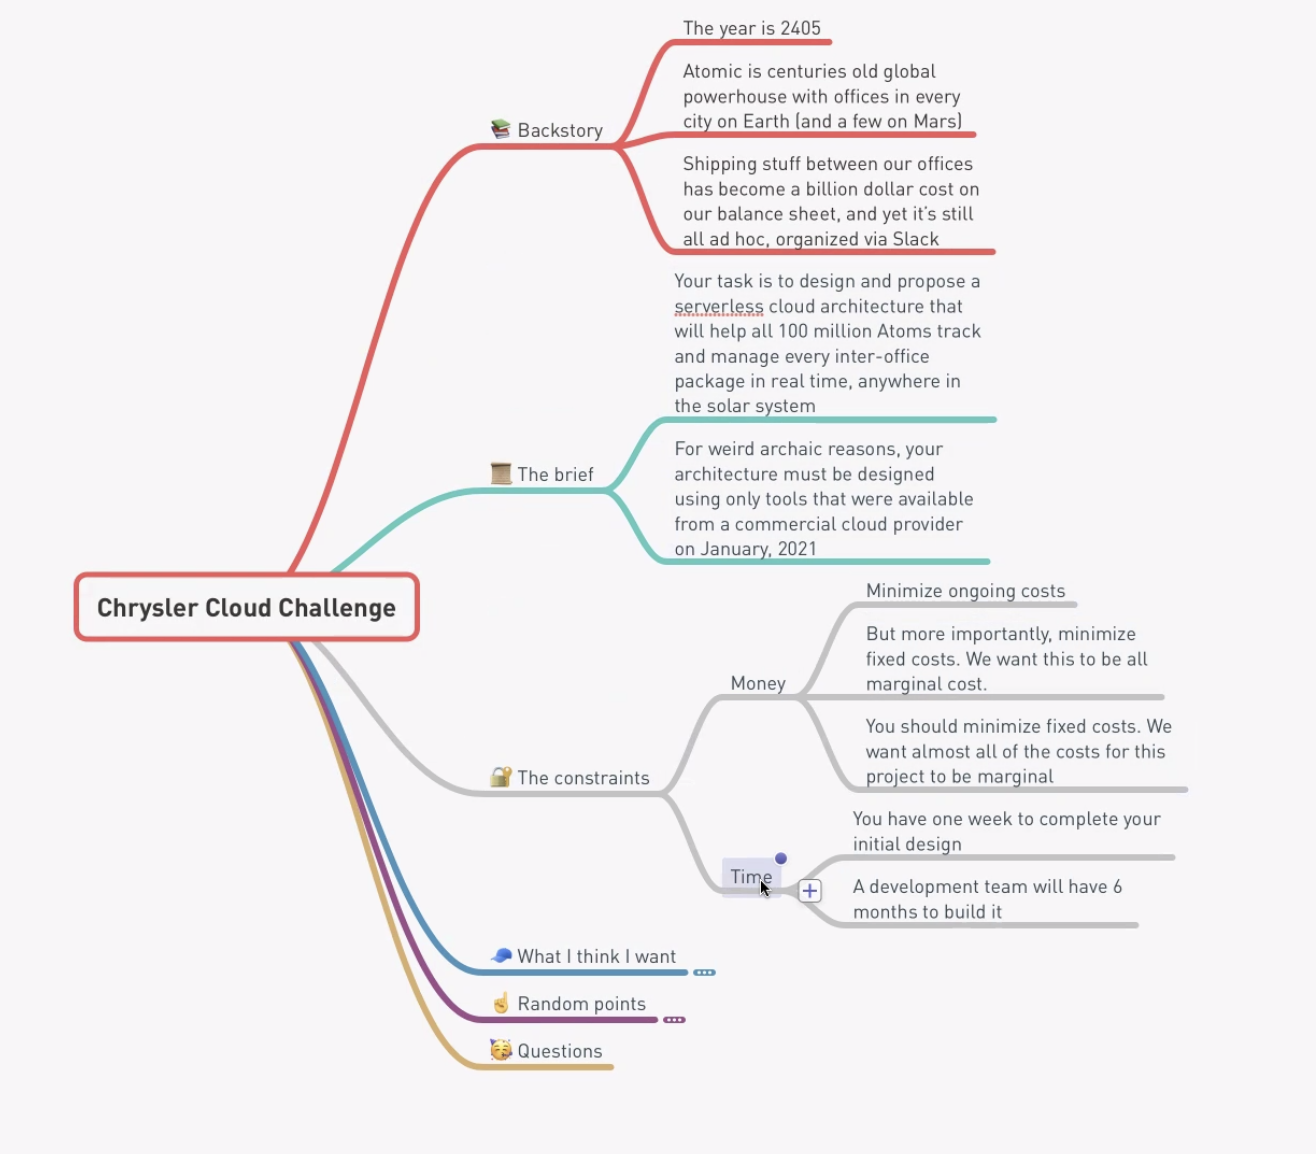 The year is 2405
Atomic is centuries old global
powerhouse with offices in every
city on Earth (and a few on Mars)
Backstory
Shipping stuff between our offices
has become a billion dollar cost on
our balance sheet, and yet it's still
all ad hoc, organized via Slack
Your task is to design and propose a
serverless cloud architecture that
will help all 100 million Atoms track
and manage every inter-office
package in real time, anywhere in
the solar system
The brief
For weird archaic reasons, your
architecture must be designed
using only tools that were available
from a commercial cloud provider
on January, 2021
Chrysler Cloud Challenge
Minimize ongoing costs
But more importantly, minimize
fixed costs. We want this to be all
marginal cost.
Money
You should minimize fixed costs. We
want almost all of the costs for this
project to be marginal
The constraints
You have one week to complete your
initial design
Time
A development team will have 6
months to build it
What I think I want
Random points
Questions